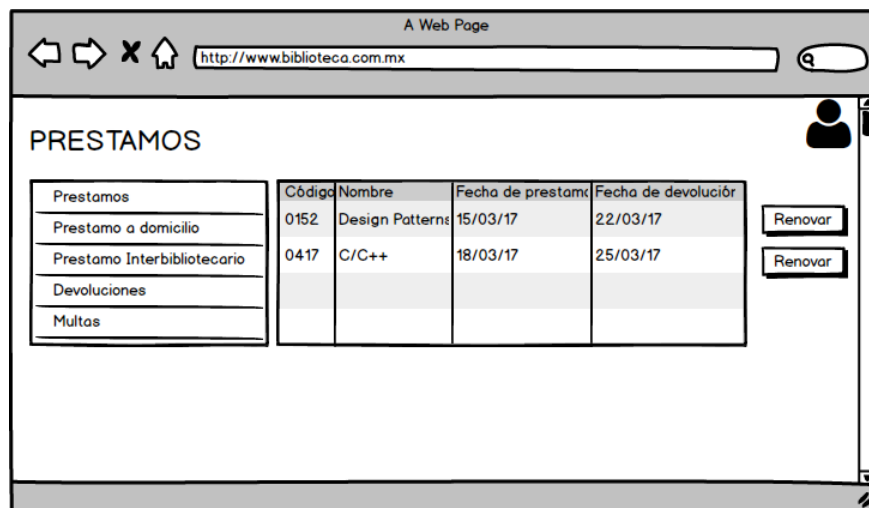 A Web Page
http://www.biblioteca.com.mx
PRESTAMOS
Prestamos
Prestamo a domicilio
Prestamo Interbibliotecario
Devoluciones
Multas
Código Nombre Fecha de prestamo Fecha de devolución
0152 Design Patterns 15/03/17 22/03/17 Renovar
0417 C/C++ 18/03/17 25/03/17 Renovar